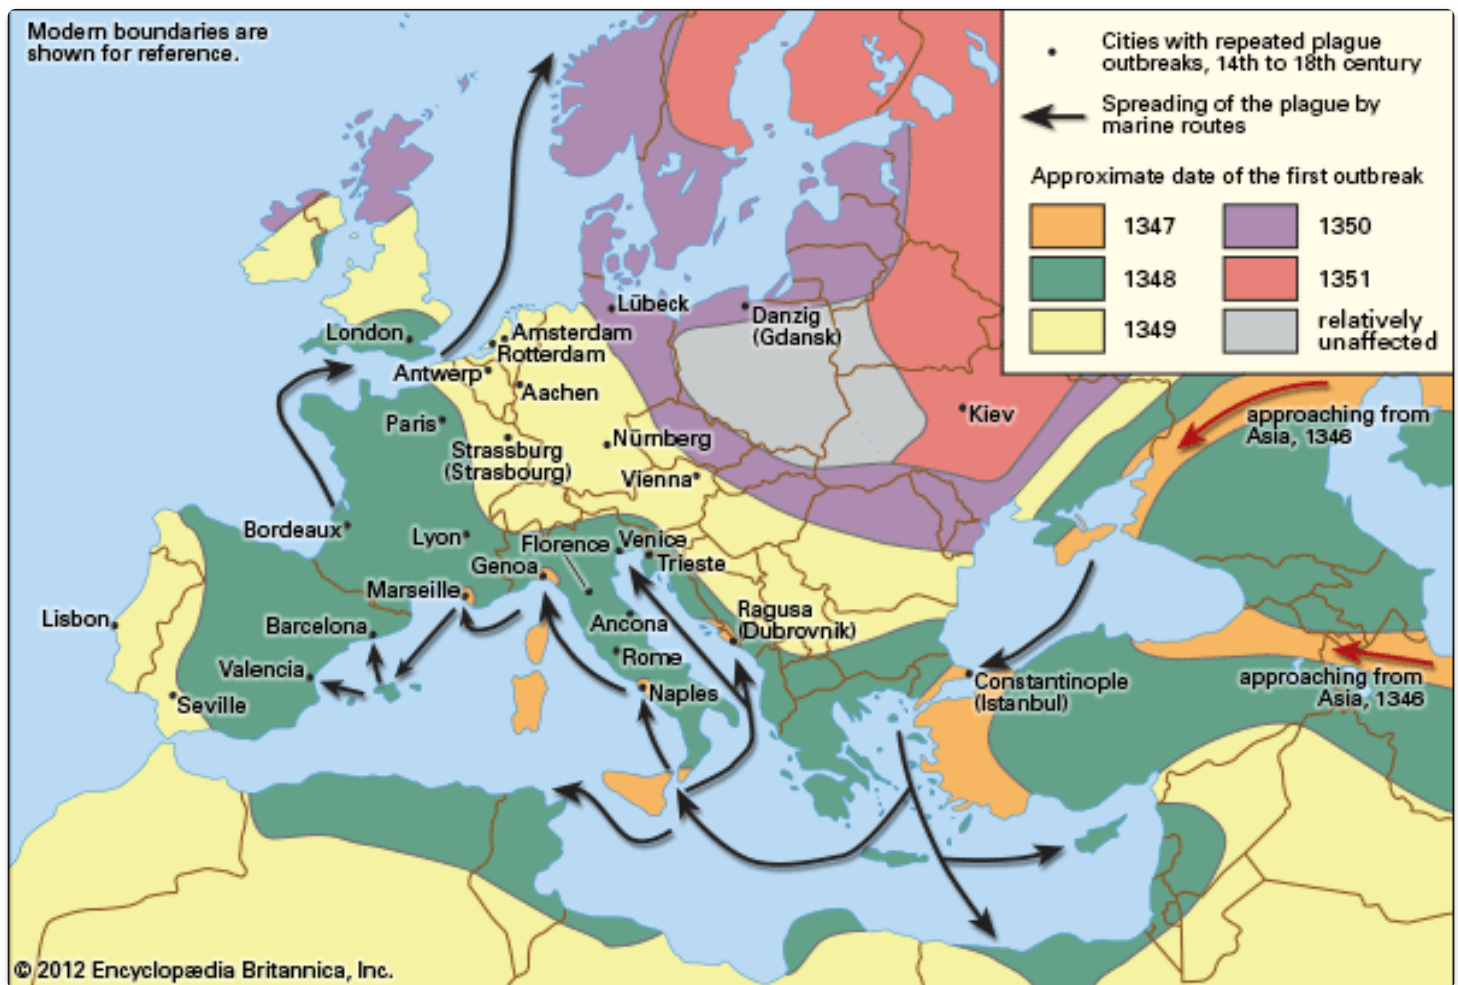 Modern boundaries are
shown for reference.
Cities with repeated plague
outbreaks, 14th to 18th century
Spreading of the plague by
marine routes
Approximate date of the first outbreak
1347
1350
1348
1351
1349
relatively
unaffected
Lübeck
Danzig
(Gdansk)
London
Amsterdam
Rotterdam
Antwerp
Aachen
Kiev
approaching from
Asia, 1346
Paris
Strassburg
(Strasbourg)
Nürnberg
Vienna
Bordeaux
Lyon
Florence
Venice
Genoa
Trieste
Marseille
Lisbon
Barcelona
Ancona
Ragusa
(Dubrovnik)
Valencia
Rome
Seville
Naples
Constantinople
(Istanbul)
approaching from
Asia, 1346
© 2012 Encyclopædia Britannica, Inc.